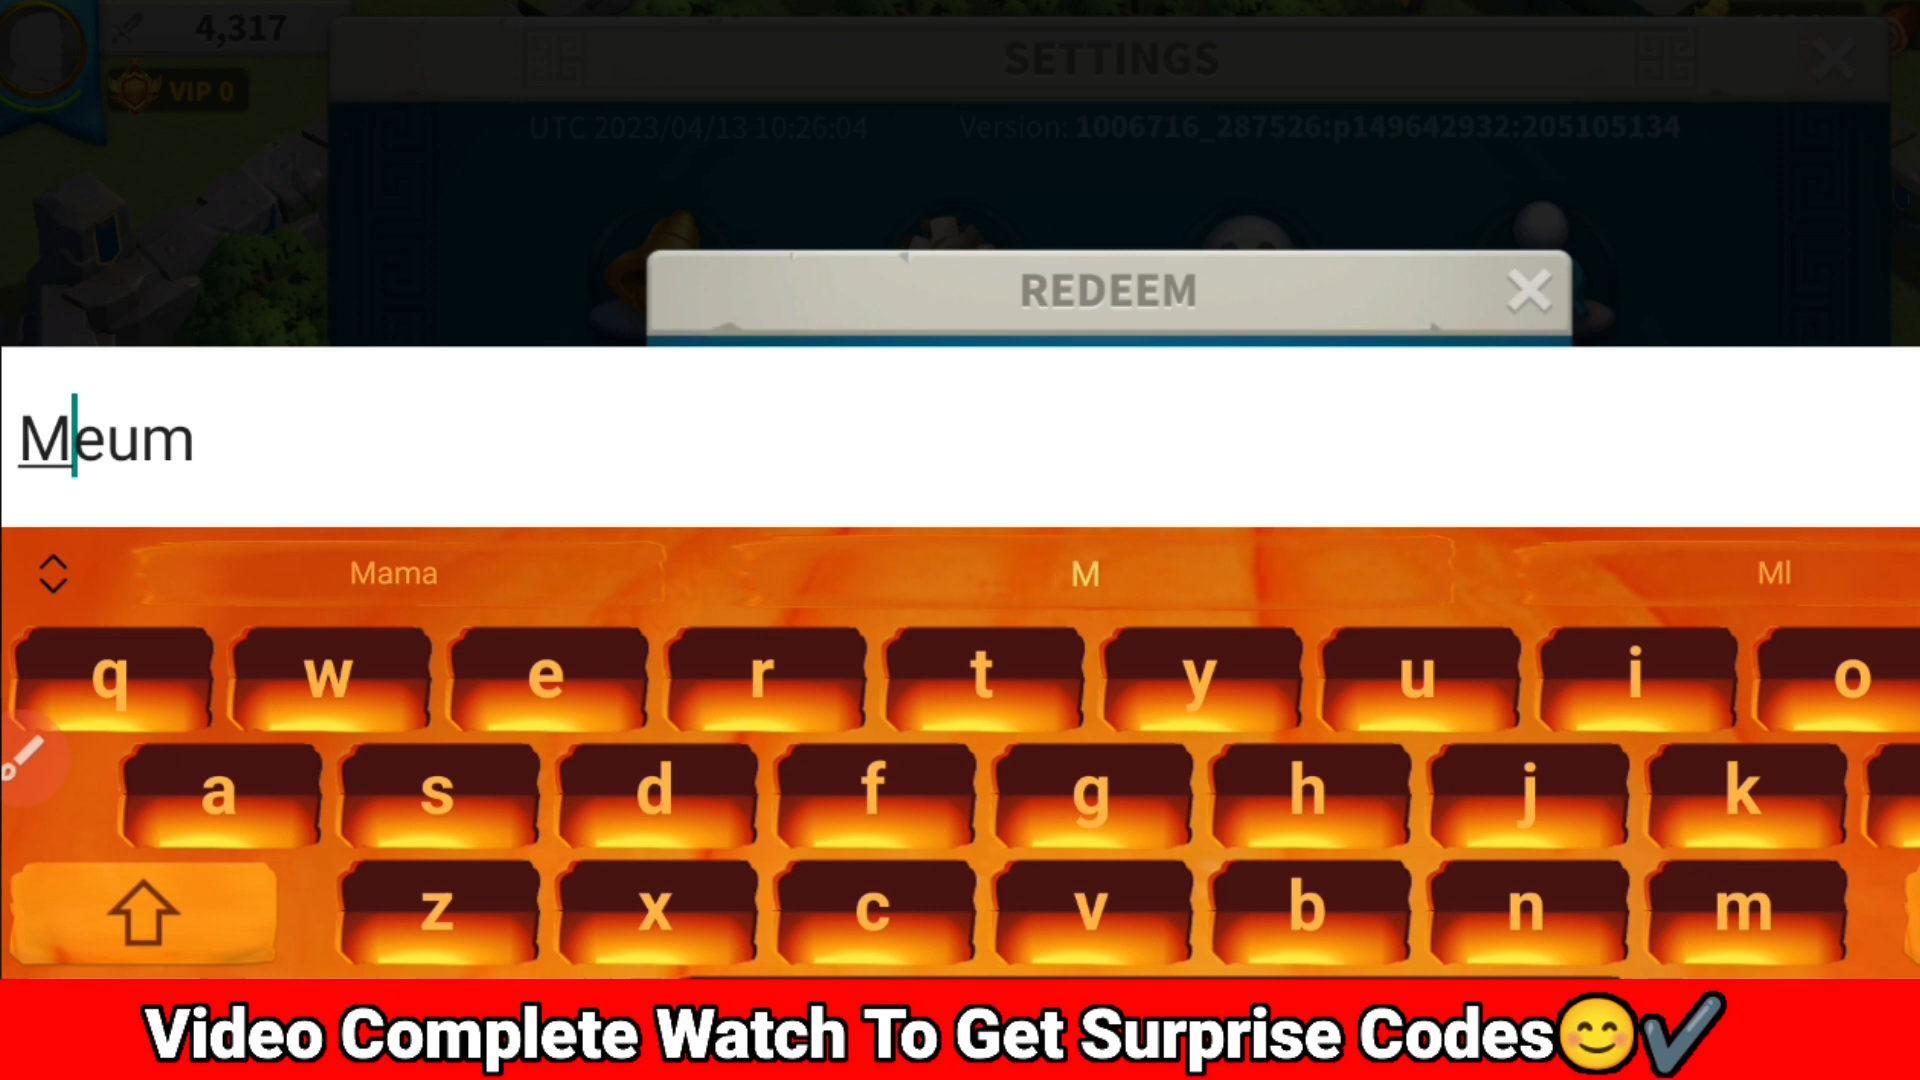 4,317
SETTINGS
VIP 0
UTC 2023/04/13 10:26:04 Version: 1006716_287526:p149642932:205105134
REDEEM
Meum
Mama M Ml
q w e r t y u i o
a s d f g h j k
z x c v b n m
Video Complete Watch To Get Surprise Codes😊✔